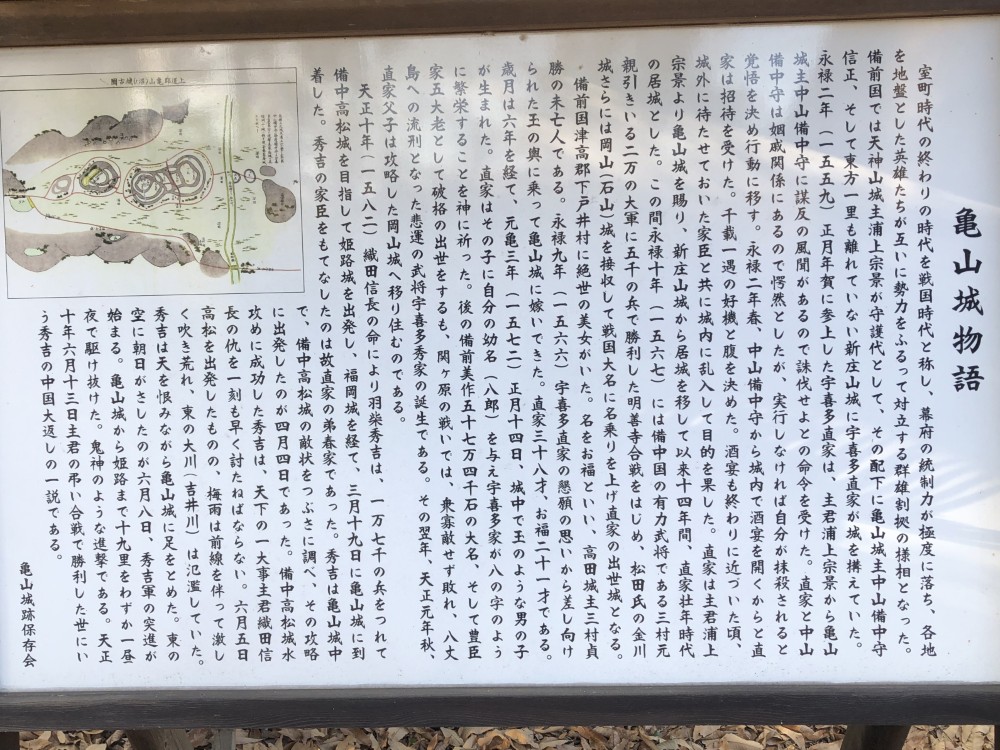 亀山城物語
室町時代の終わりの時代を戦国時代と称し、幕府の統制力が極度に落ち、各地
を地盤とした英雄たちが互いに勢力をふるって対立する群雄割拠の様相となった。
備前国では天神山城主浦上宗景が守護代として、その配下に亀山城主中山備中守
信正、そして東方一里も離れていない新庄山城に宇喜多直家が城を構えていた。
永禄二年（一五五九）正月年賀に参上した宇喜多直家は、主君浦上宗景から亀山
城主中山備中守に謀反の風聞があるので誅伐せよとの命令を受けた。直家と中山
備中守は姻戚関係にあるので愕然としたが、実行しなければ自分が抹殺されると
覚悟を決め行動に移す。永禄二年春、中山備中守から城内で酒宴を開くからと直
家は招待を受けた。千載一遇の好機と腹を決めた。酒宴も終わりに近づいた頃、
城外に待たせておいた家臣と共に城内に乱入して目的を果した。直家は主君浦上
宗景より亀山城を賜り、新庄山城から居城を移して以来十四年間、直家壮年時代
の居城とした。この間永禄十年（一五六七）には備中国の有力武将である三村元
親引きいる二万の大軍に五千の兵で勝利した明善寺合戦をはじめ、松田氏の金川
城さらには岡山（石山）城を接収して戦国大名に名乗りを上げ直家の出世城となる。
備前国津高郡下戸井村に絶世の美女がいた。名をお福といい、高田城主三村貞
勝の未亡人である。永禄九年（一五六六）宇喜多直家の懇願の思いから差し向け
られた玉の輿に乗って亀山城に嫁いできた。直家三十八才、お福二十一才である。
歳月は六年を経て、元亀三年（一五七二）正月十四日、城中で玉のような男の子
が生まれた。直家はその子に自分の幼名（八郎）を与え宇喜多家が八の字のよう
に繁栄することを神に祈った。後の備前美作五十七万四千石の大名、そして豊臣
家五大老として破格の出世をするも、関ヶ原の戦いでは、衆寡敵せず敗れ、八丈
島への流刑となった悲運の武将宇喜多秀家の誕生である。その翌年、天正元年秋、
直家父子は攻略した岡山城へ移り住むのである。
天正十年（一五八二）織田信長の命により羽柴秀吉は、一万七千の兵をつれて
備中高松城を目指して姫路城を出発し、福岡城を経て、三月十九日に亀山城に到
着した。秀吉の家臣をもてなしたのは故直家の弟春家であった。秀吉は亀山城中
で、備中高松城の敵状をつぶさに調べ、その攻略
に出発したのが四月四日であった。備中高松城水
攻めに成功した秀吉は、天下の一大事主君織田信
長の仇を一刻も早く討たねばならない。六月五日
高松を出発したものの、梅雨は前線を伴って激し
く吹き荒れ、東の大川（吉井川）は氾濫していた。
秀吉は天を恨みながら亀山城に足をとめた。東の
空に朝日がさしたのが六月八日、秀吉軍の突進が
始まる。亀山城から姫路まで十九里をわずか一昼
夜で駆け抜けた。鬼神のような進撃である。天正
十年六月十三日主君の弔い合戦で勝利した世にい
う秀吉の中国大返しの一説である。
亀山城跡保存会